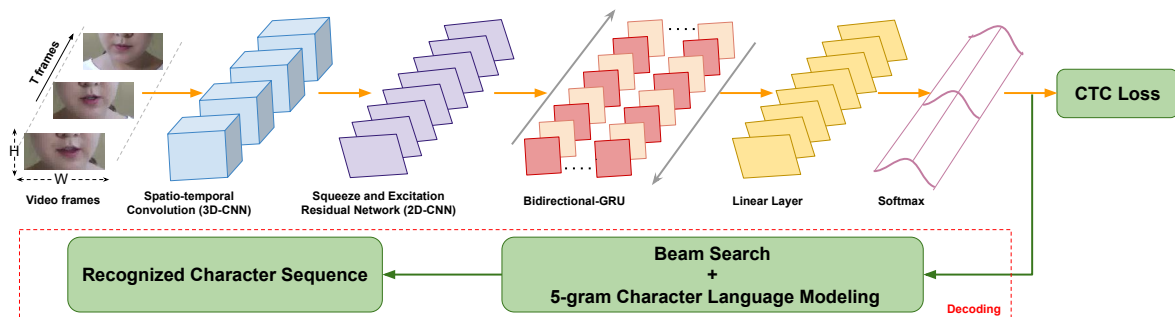 T frames
H
W
Video frames
Spatio-temporal
Convolution (3D-CNN)
Squeeze and Excitation
Residual Network (2D-CNN)
Bidirectional-GRU
Linear Layer
Softmax
CTC Loss
Recognized Character Sequence
Beam Search
+
5-gram Character Language Modeling
Decoding